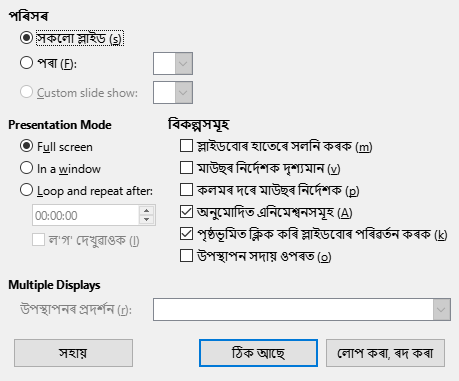 পৰিসৰ
সকলো স্লাইড (s)
পৰা (F):
Custom slide show:
Presentation Mode
Full screen
In a window
Loop and repeat after:
00:00:00
ল'গ' দেখুৱাওক (l)
বিকল্পসমূহ
স্লাইডবোৰ হাতেৰে সলনি কৰক (m)
মাউছৰ নিৰ্দেশক দৃশ্যমান (v)
কলমৰ দৰে মাউছৰ নিৰ্দেশক (p)
অনুমোদিত এনিমেশ্বনসমূহ (A)
পৃষ্ঠভূমিত ক্লিক কৰি স্লাইডবোৰ পৰিৱৰ্তন কৰক (k)
উপস্থাপন সদায় ওপৰত (o)
Multiple Displays
উপস্থাপনৰ প্ৰদৰ্শন (r):
সহায়
ঠিক আছে
লোপ কৰা, ৰদ কৰা